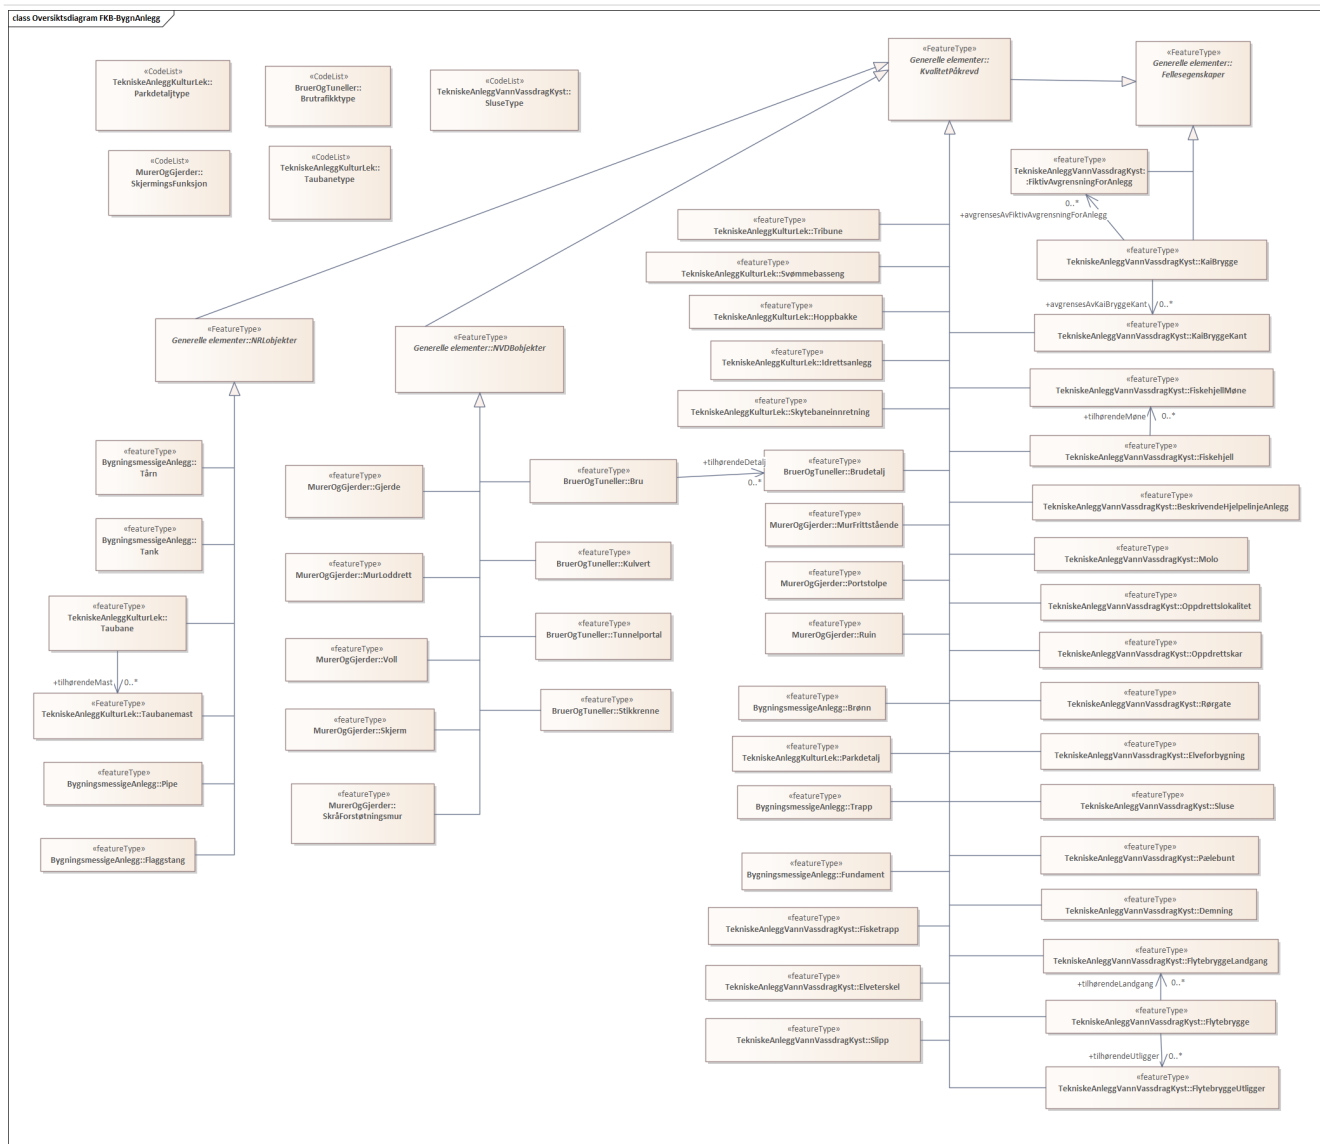 class Oversiktsdiagram FKB-BygnAnlegg
«CodeList»
TekniskeAnleggKulturLek::
Parkdetaljtype
«CodeList»
BruerOgTuneller::
Brutrafikktype
«CodeList»
TekniskeAnleggVannVassdragKyst::
SluseType
«CodeList»
MurerOgGjerder::
SkjermingsFunksjon
«CodeList»
TekniskeAnleggKulturLek::
Taubanetype
«FeatureType»
Generelle elementer::
KvalitetPåkrevd
«FeatureType»
Generelle elementer::
Fellesegenskaper
«featureType»
TekniskeAnleggVannVassdragKyst:
:FiktivAvgrensningForAnlegg
0..*
+avgrensesAvFiktivAvgrensningForAnlegg
«featureType»
TekniskeAnleggVannVassdragKyst::KaiBrygge
+avgrensesAvKaiBryggeKant
0..*
«featureType»
TekniskeAnleggVannVassdragKyst::KaiBryggeKant
«featureType»
TekniskeAnleggVannVassdragKyst::FiskehjellMøne
+tilhørendeMøne
0..*
«featureType»
TekniskeAnleggVannVassdragKyst::Fiskehjell
«featureType»
TekniskeAnleggVannVassdragKyst::BeskrivendeHjelpelinjeAnlegg
«featureType»
TekniskeAnleggVannVassdragKyst::Molo
«featureType»
TekniskeAnleggVannVassdragKyst::Oppdrettslokalitet
«featureType»
TekniskeAnleggVannVassdragKyst::Oppdrettskar
«featureType»
TekniskeAnleggVannVassdragKyst::Rørgate
«featureType»
TekniskeAnleggVannVassdragKyst::Elveforbygning
«featureType»
TekniskeAnleggVannVassdragKyst::Sluse
«featureType»
TekniskeAnleggVannVassdragKyst::Pælebunt
«featureType»
TekniskeAnleggVannVassdragKyst::Demning
«featureType»
TekniskeAnleggVannVassdragKyst::FlytebryggeLandgang
+tilhørendeLandgang
0..*
«featureType»
TekniskeAnleggVannVassdragKyst::Flytebrygge
+tilhørendeUtligger
0..*
«featureType»
TekniskeAnleggVannVassdragKyst::FlytebryggeUtligger
«featureType»
TekniskeAnleggKulturLek::Tribune
«featureType»
TekniskeAnleggKulturLek::Svømmebasseng
«featureType»
TekniskeAnleggKulturLek::Hoppbakke
«featureType»
TekniskeAnleggKulturLek::Idrettsanlegg
«featureType»
TekniskeAnleggKulturLek::Skytebaneinnretning
+tilhørendeDetalj
0..*
«featureType»
BruerOgTuneller::Brudetalj
«featureType»
MurerOgGjerder::MurFrittstående
«featureType»
MurerOgGjerder::Portstolpe
«featureType»
MurerOgGjerder::Ruin
«featureType»
BygningsmessigeAnlegg::Brønn
«featureType»
TekniskeAnleggKulturLek::Parkdetalj
«featureType»
BygningsmessigeAnlegg::Trapp
«featureType»
BygningsmessigeAnlegg::Fundament
«featureType»
TekniskeAnleggVannVassdragKyst::Fisketrapp
«featureType»
TekniskeAnleggVannVassdragKyst::Elveterskel
«featureType»
TekniskeAnleggVannVassdragKyst::Slipp
«FeatureType»
Generelle elementer::NRLobjekter
«FeatureType»
Generelle elementer::NVDBobjekter
«featureType»
BygningsmessigeAnlegg::
Tårn
«featureType»
BygningsmessigeAnlegg::
Tank
«featureType»
TekniskeAnleggKulturLek::
Taubane
+tilhørendeMast
0..*
«FeatureType»
TekniskeAnleggKulturLek::Taubanemast
«featureType»
BygningsmessigeAnlegg::Pipe
«featureType»
BygningsmessigeAnlegg::Flaggstang
«featureType»
MurerOgGjerder::Gjerde
«featureType»
MurerOgGjerder::MurLoddrett
«featureType»
MurerOgGjerder::Voll
«featureType»
MurerOgGjerder::Skjerm
«featureType»
MurerOgGjerder::
SkråForstøtningsmur
«featureType»
BruerOgTuneller::Bru
«featureType»
BruerOgTuneller::Kulvert
«featureType»
BruerOgTuneller::Tunnelportal
«featureType»
BruerOgTuneller::Stikkrenne